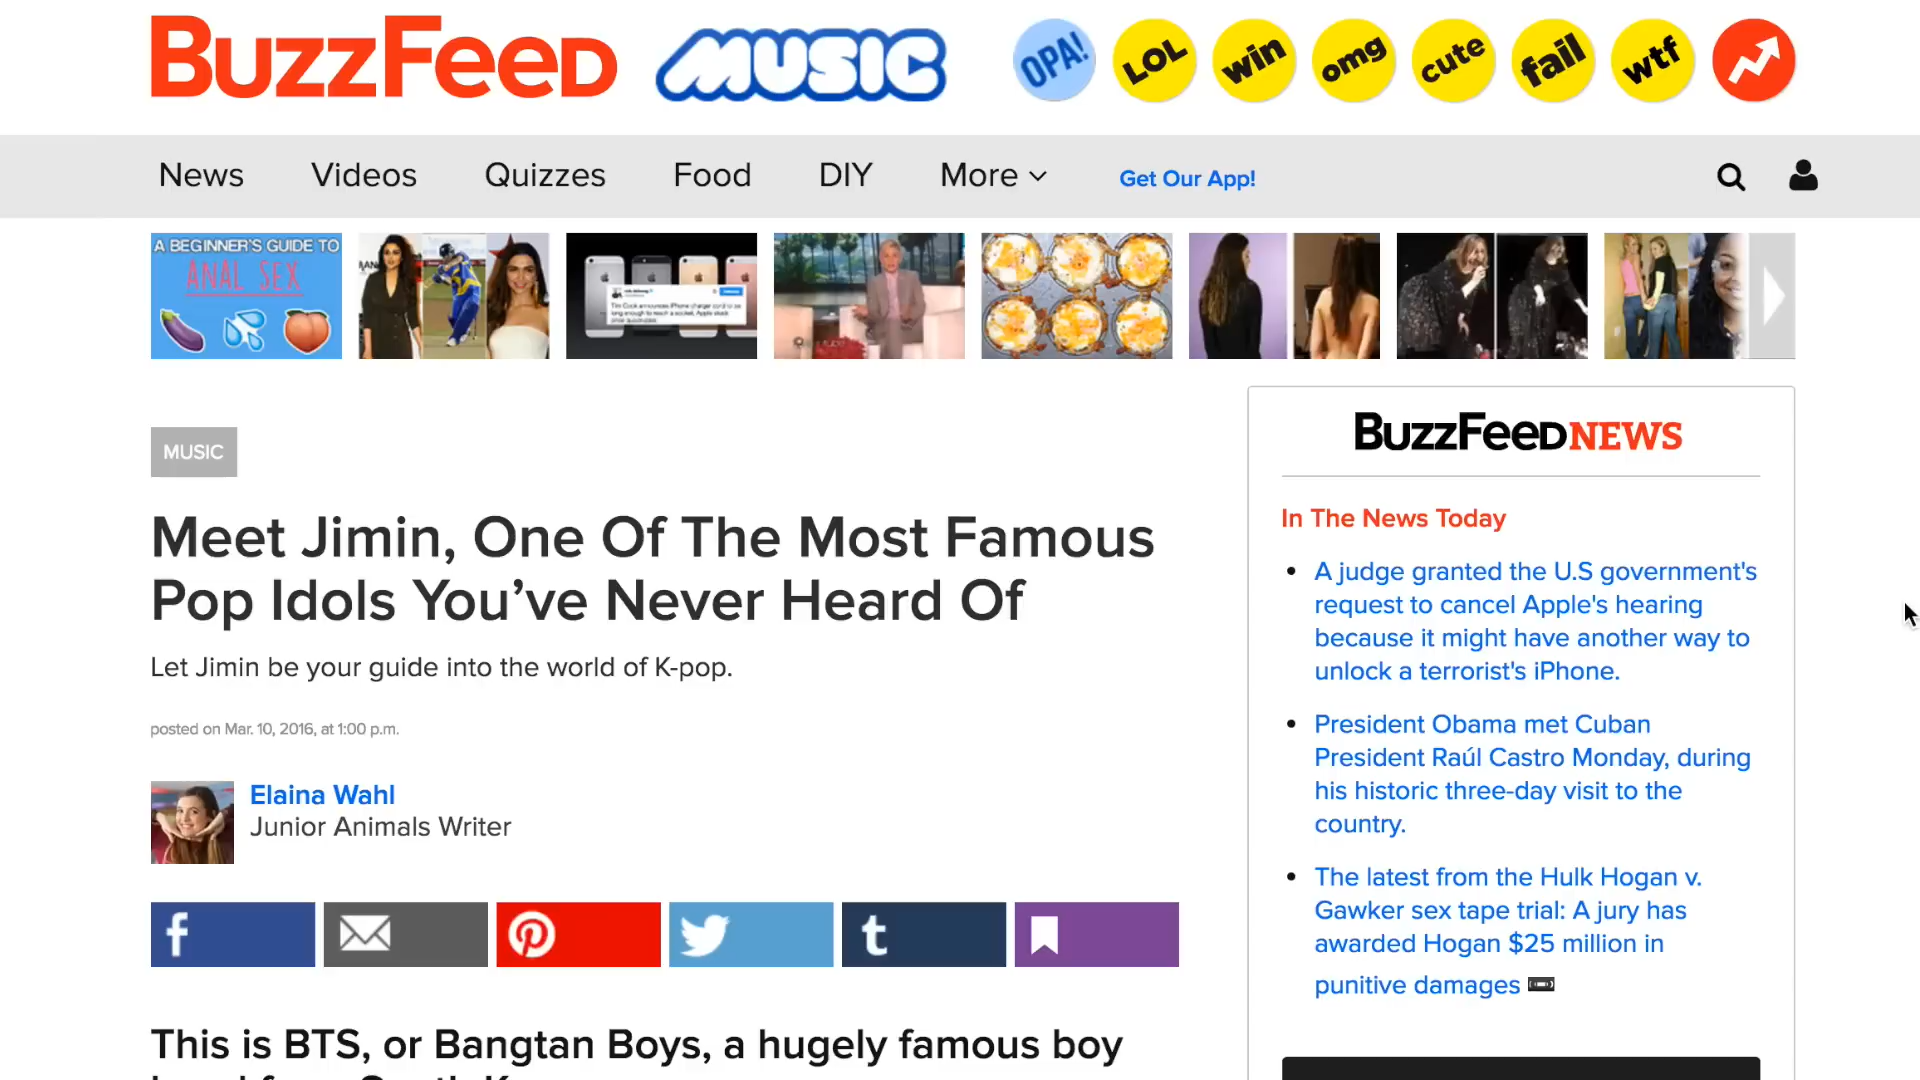 BuzzFeeD MUSIC OPA! LOL win omg cute fail wtf
News Videos Quizzes Food DIY More Get Our App!
A BEGINNER'S GUIDE TO
ANAL SEX
MUSIC
Meet Jimin, One Of The Most Famous
Pop Idols You've Never Heard Of
Let Jimin be your guide into the world of K-pop.
posted on Mar. 10, 2016, at 1:00 p.m.
Elaina Wahl
Junior Animals Writer
This is BTS, or Bangtan Boys, a hugely famous boy
BuzzFeeD NEWS
In The News Today
• A judge granted the U.S government's
request to cancel Apple's hearing
because it might have another way to
unlock a terrorist's iPhone.
• President Obama met Cuban
President Raúl Castro Monday, during
his historic three-day visit to the
country.
• The latest from the Hulk Hogan v.
Gawker sex tape trial: A jury has
awarded Hogan $25 million in
punitive damages